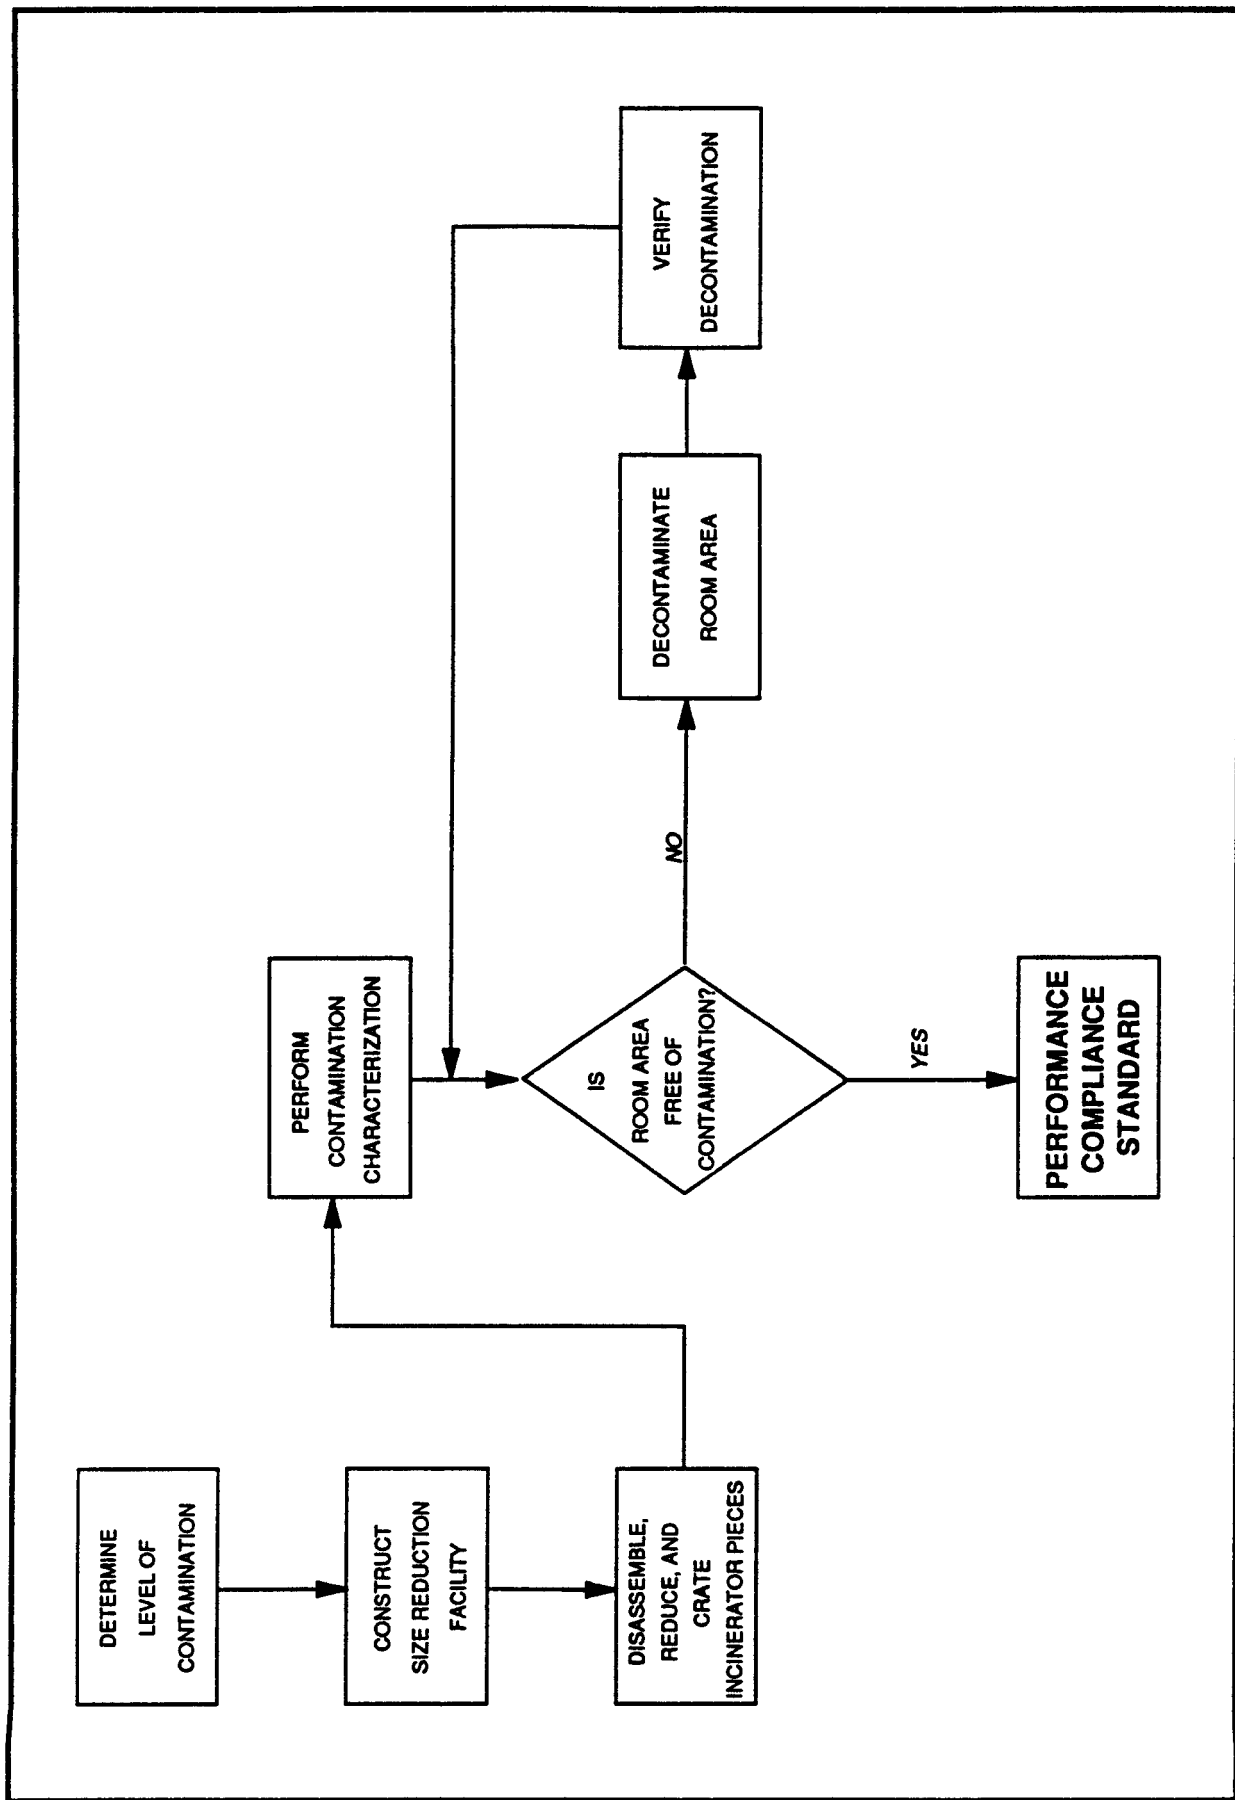 DETERMINE
LEVEL OF
CONTAMINATION
CONSTRUCT
SIZE REDUCTION
FACILITY
DISASSEMBLE,
REDUCE, AND
CRATE
INCINERATOR PIECES
PERFORM
CONTAMINATION
CHARACTERIZATION
IS
ROOM AREA
FREE OF
CONTAMINATION?
NO
DECONTAMINATE
ROOM AREA
VERIFY
DECONTAMINATION
YES
PERFORMANCE
COMPLIANCE
STANDARD